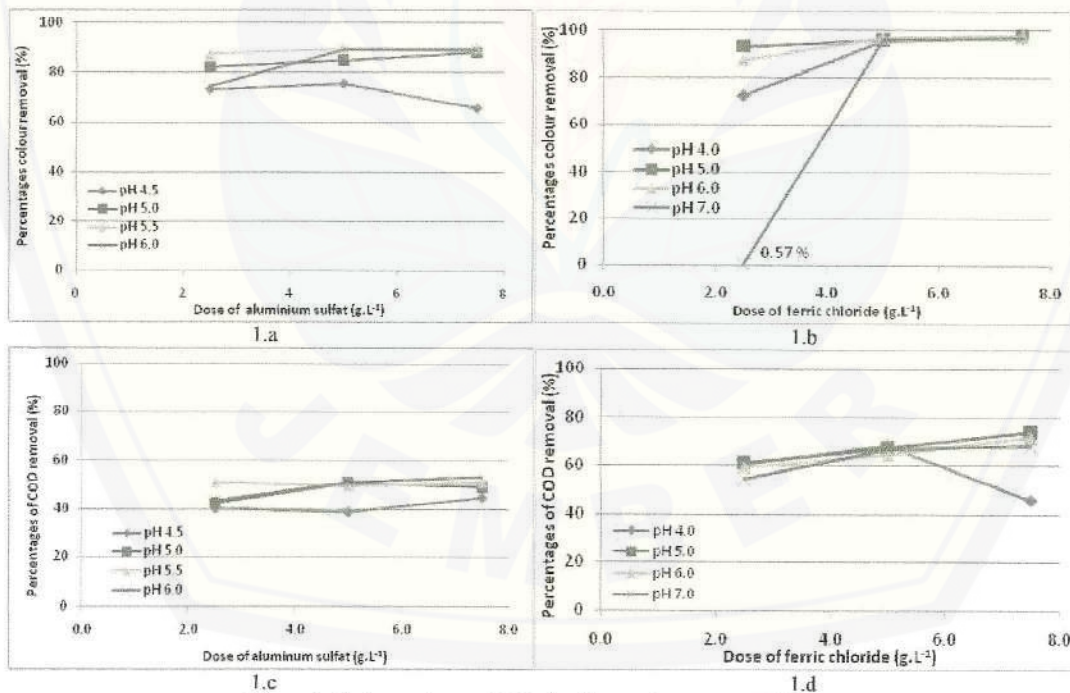 100
80
60
40
20
0
Percentages colour removal (%)
pH 4.5
pH 5.0
pH 5.5
pH 6.0
0.0 2.0 4.0 6.0 8.0
Dose of aluminium sulfat (g.L-1)
1.a
100
80
60
40
20
0
Percentages colour removal (%)
pH 4.0
pH 5.0
pH 6.0
pH 7.0
0.57 %
0.0 2.0 4.0 6.0 8.0
Dose of ferric chloride (g.L-1)
1.b
100
80
60
40
20
0
Percentages of COD removal (%)
pH 4.5
pH 5.0
pH 5.5
pH 6.0
0.0 2.0 4.0 6.0 8.0
Dose of aluminum sulfat (g.L-1)
1.c
100
80
60
40
20
0
Percentages of COD removal (%)
pH 4.0
pH 5.0
pH 6.0
pH 7.0
0.0 2.0 4.0 6.0 8.0
Dose of ferric chloride (g.L-1)
1.d
JEMBER